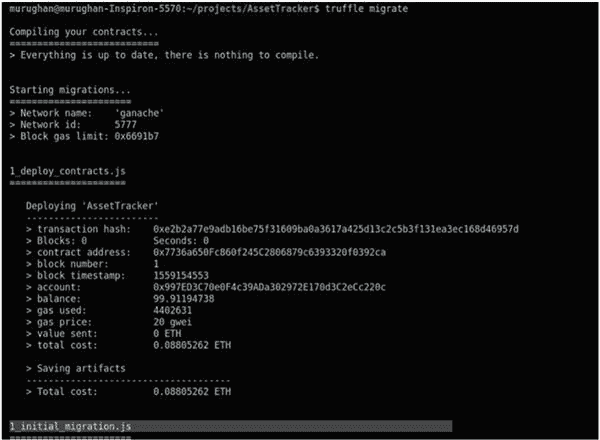 murughan@murughan-Inspiron-5570:~/projects/AssetTracker$ truffle migrate
Compiling your contracts...
===========================
> Everything is up to date, there is nothing to compile.
Starting migrations...
======================
> Network name:    'ganache'
> Network id:      5777
> Block gas limit: 0x6691b7
1_deploy_contracts.js
=====================
Deploying 'AssetTracker'
------------------------
> transaction hash:    0xe2b2a77e9adb16be75f31609ba0a3617a425d13c2c5b3f131ea3ec168d46957d
> Blocks: 0            Seconds: 0
> contract address:    0x7736a650Fc860f245C2806879c6393320f0392ca
> block number:        1
> block timestamp:     1559154553
> account:             0x997ED3C70e0F4c39ADa302972E170d3C2eCc220c
> balance:             99.91194738
> gas used:            4402631
> gas price:           20 gwei
> value sent:          0 ETH
> total cost:          0.08805262 ETH
> Saving artifacts
-------------------------------------
> Total cost:          0.08805262 ETH
1_initial_migration.js
======================